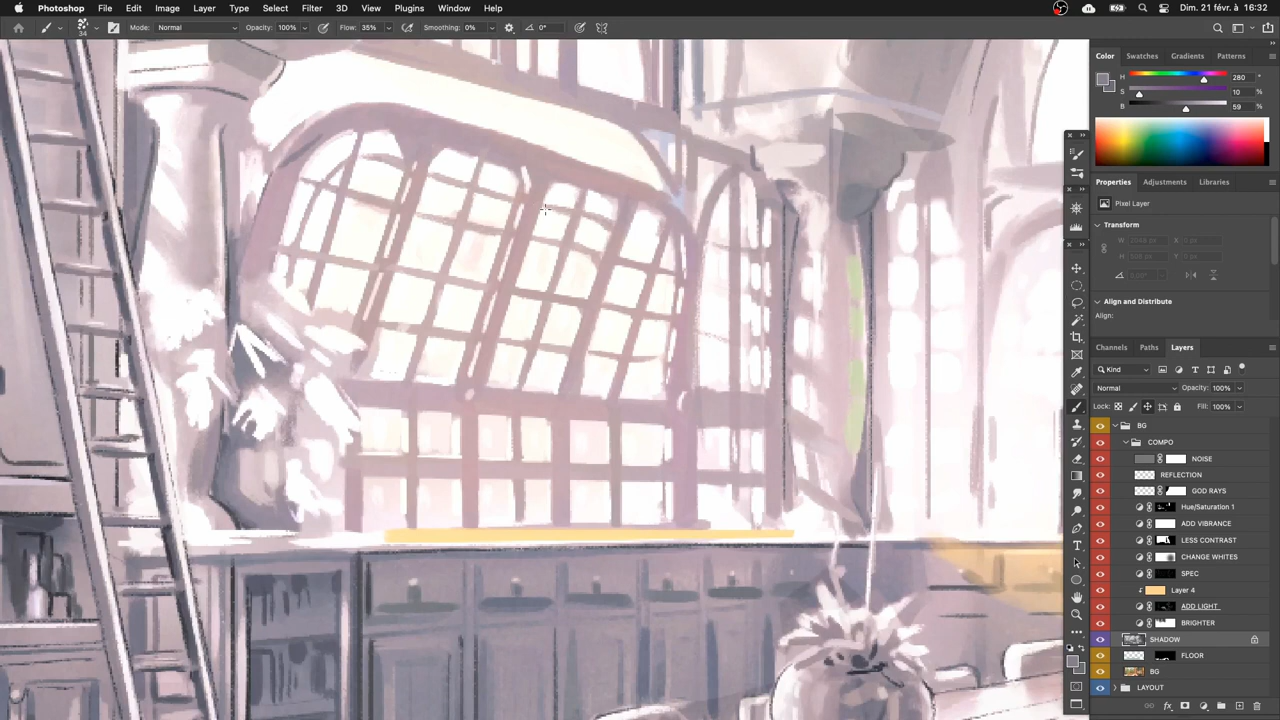 Photoshop File Edit Image Layer Type Select Filter 3D View Plugins Window Help Dim. 21 févr. à 16:32
34 Mode: Normal Opacity: 100% Flow: 35% Smoothing: 0% 0°
Color Swatches Gradients Patterns
H 280 °
S 10 %
B 59 %
Properties Adjustments Libraries
Pixel Layer
Transform
Align and Distribute
Align:
Channels Paths Layers
Kind
Normal Opacity: 100%
Lock: Fill: 100%
BG
COMPO
NOISE
REFLECTION
GOD RAYS
Hue/Saturation 1
ADD VIBRANCE
LESS CONTRAST
CHANGE WHITES
SPEC
Layer 4
ADD LIGHT
BRIGHTER
SHADOW
FLOOR
BG
LAYOUT